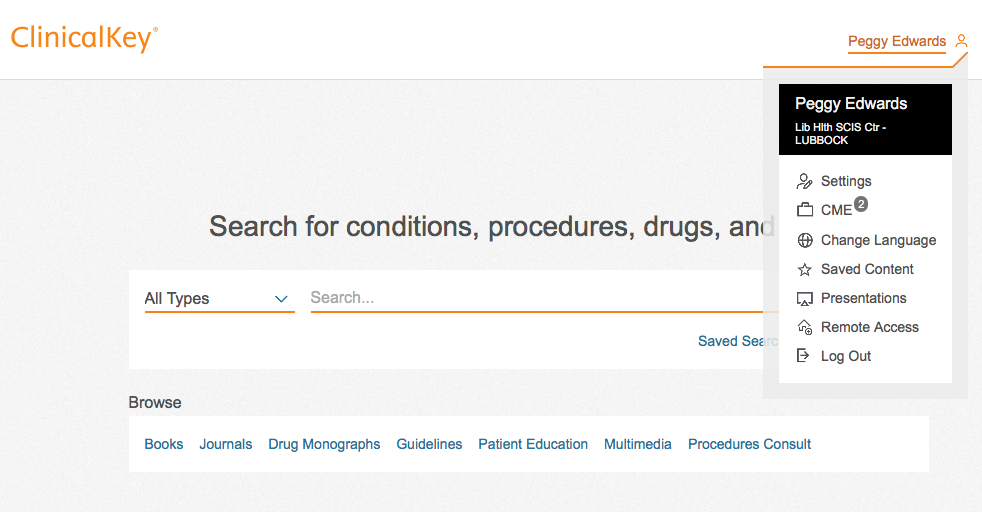 ClinicalKey®
Peggy Edwards
Peggy Edwards
Lib Hlth SCIS Ctr -
LUBBOCK
Settings
CME 2
Change Language
Saved Content
Presentations
Remote Access
Log Out
Search for conditions, procedures, drugs, and
All Types
Search...
Saved Searc
Browse
Books Journals Drug Monographs Guidelines Patient Education Multimedia Procedures Consult